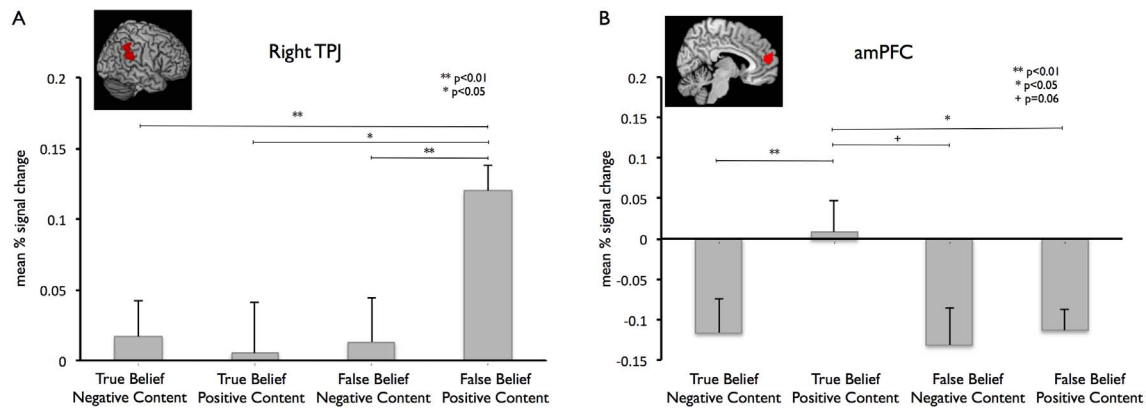 A
Right TPJ
** p<0.01
* p<0.05
mean % signal change
0.2
0.15
0.1
0.05
0
**
*
**
True Belief
Negative Content
True Belief
Positive Content
False Belief
Negative Content
False Belief
Positive Content
B
amPFC
** p<0.01
* p<0.05
+ p=0.06
mean % signal change
0.2
0.15
0.1
0.05
0
-0.05
-0.1
-0.15
*
+
**
True Belief
Negative Content
True Belief
Positive Content
False Belief
Negative Content
False Belief
Positive Content